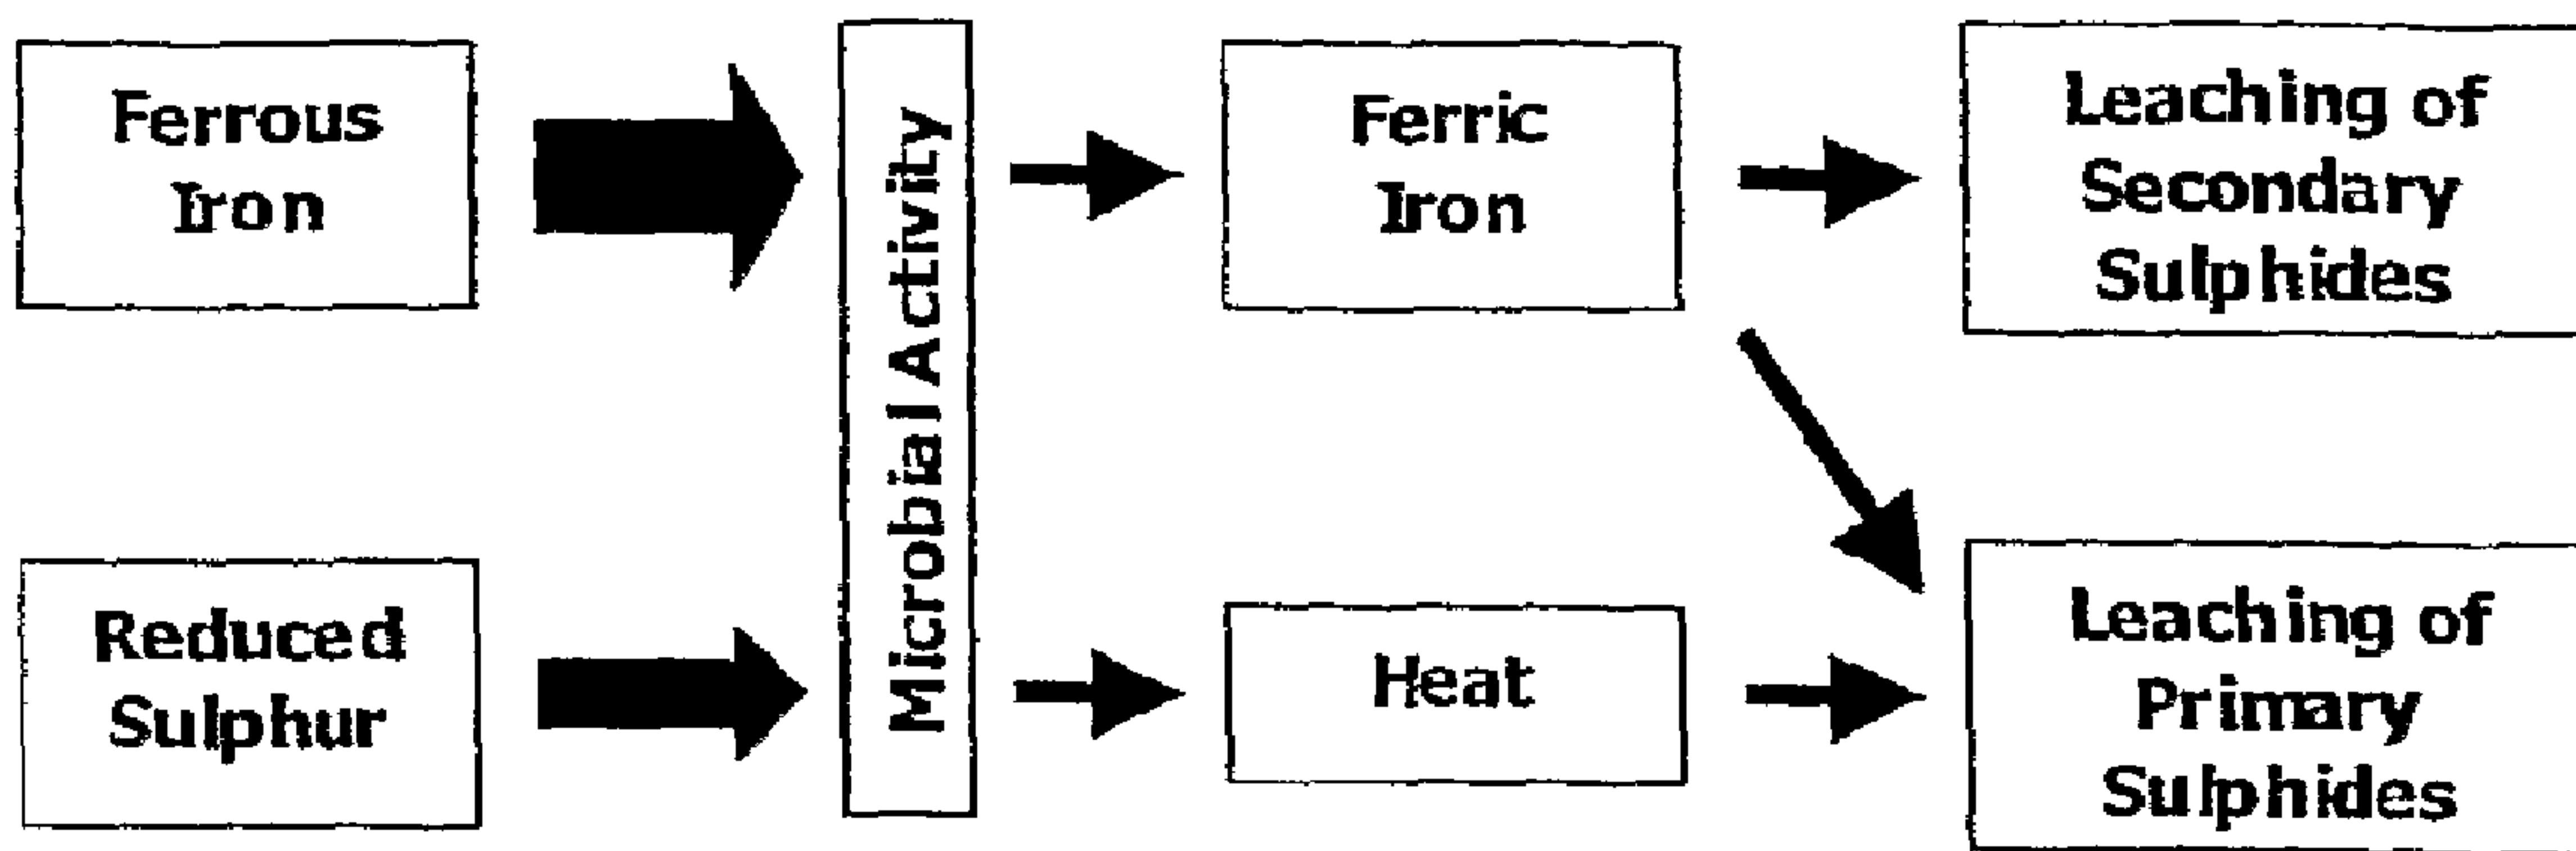 Ferrous
Iron
Reduced
Sulphur
Microbial Activity
Ferric
Iron
Heat
Leaching of
Secondary
Sulphides
Leaching of
Primary
Sulphides